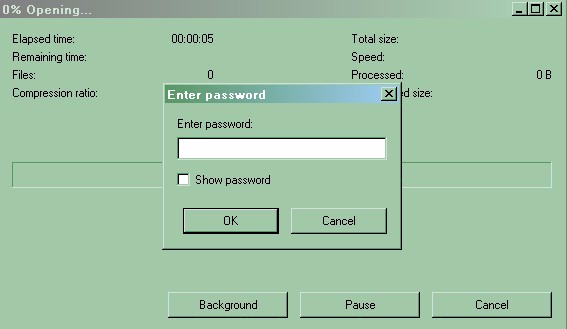 0% Opening...
Elapsed time: 00:00:05 Total size:
Remaining time: Speed:
Files: 0 Processed: 0 B
Compression ratio: ed size:
Enter password
Enter password:
Show password
OK Cancel
Background Pause Cancel